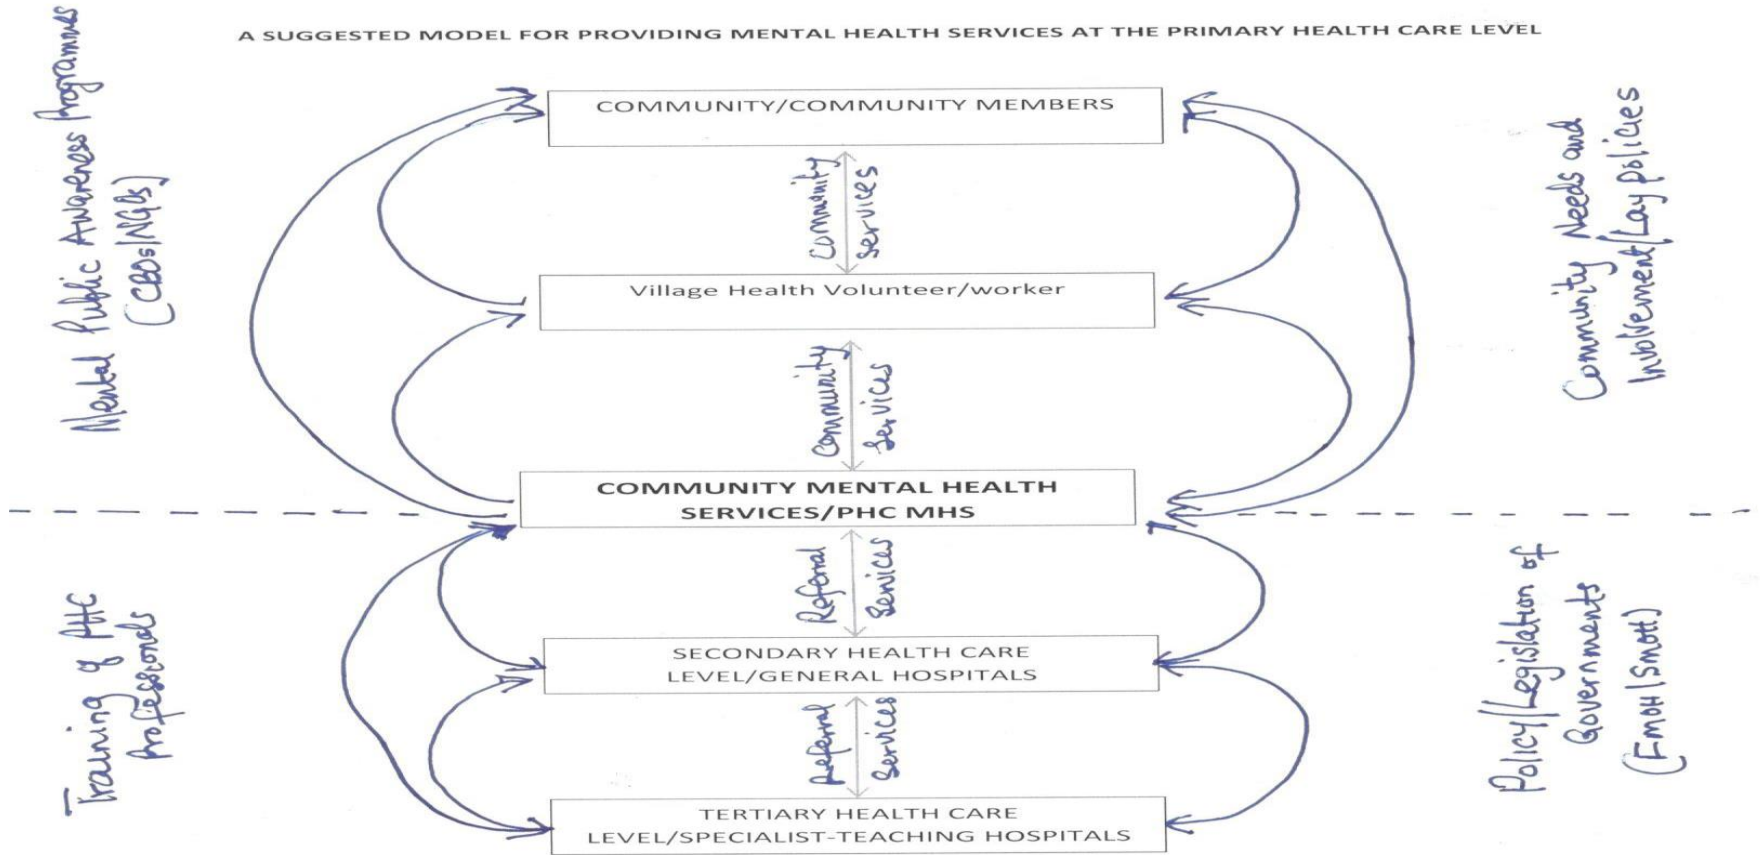 A SUGGESTED MODEL FOR PROVIDING MENTAL HEALTH SERVICES AT THE PRIMARY HEALTH CARE LEVEL
Mental Public Awareness Programmes
(CBOs/NGOs)
COMMUNITY/COMMUNITY MEMBERS
Community
Services
Village Health Volunteer/worker
Community
Services
Community Needs and
Involvement/Lay policies
COMMUNITY MENTAL HEALTH
SERVICES/PHC MHS
Training of PHC
Professionals
Referral
Services
SECONDARY HEALTH CARE
LEVEL/GENERAL HOSPITALS
Referral
Services
TERTIARY HEALTH CARE
LEVEL/SPECIALIST-TEACHING HOSPITALS
Policy/Legislation of
Governments
(FMOH/SMOH)